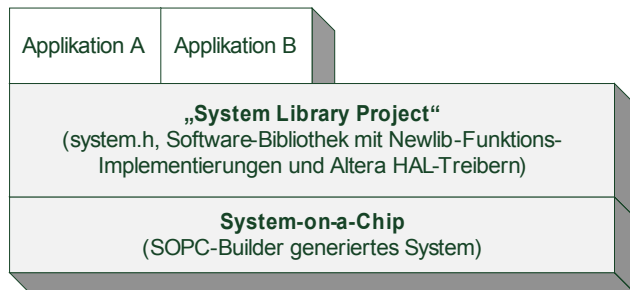 Applikation A
Applikation B
„System Library Project“
(system.h, Software-Bibliothek mit Newlib-Funktions-
Implementierungen und Altera HAL-Treibern)
System-on-a-Chip
(SOPC-Builder generiertes System)